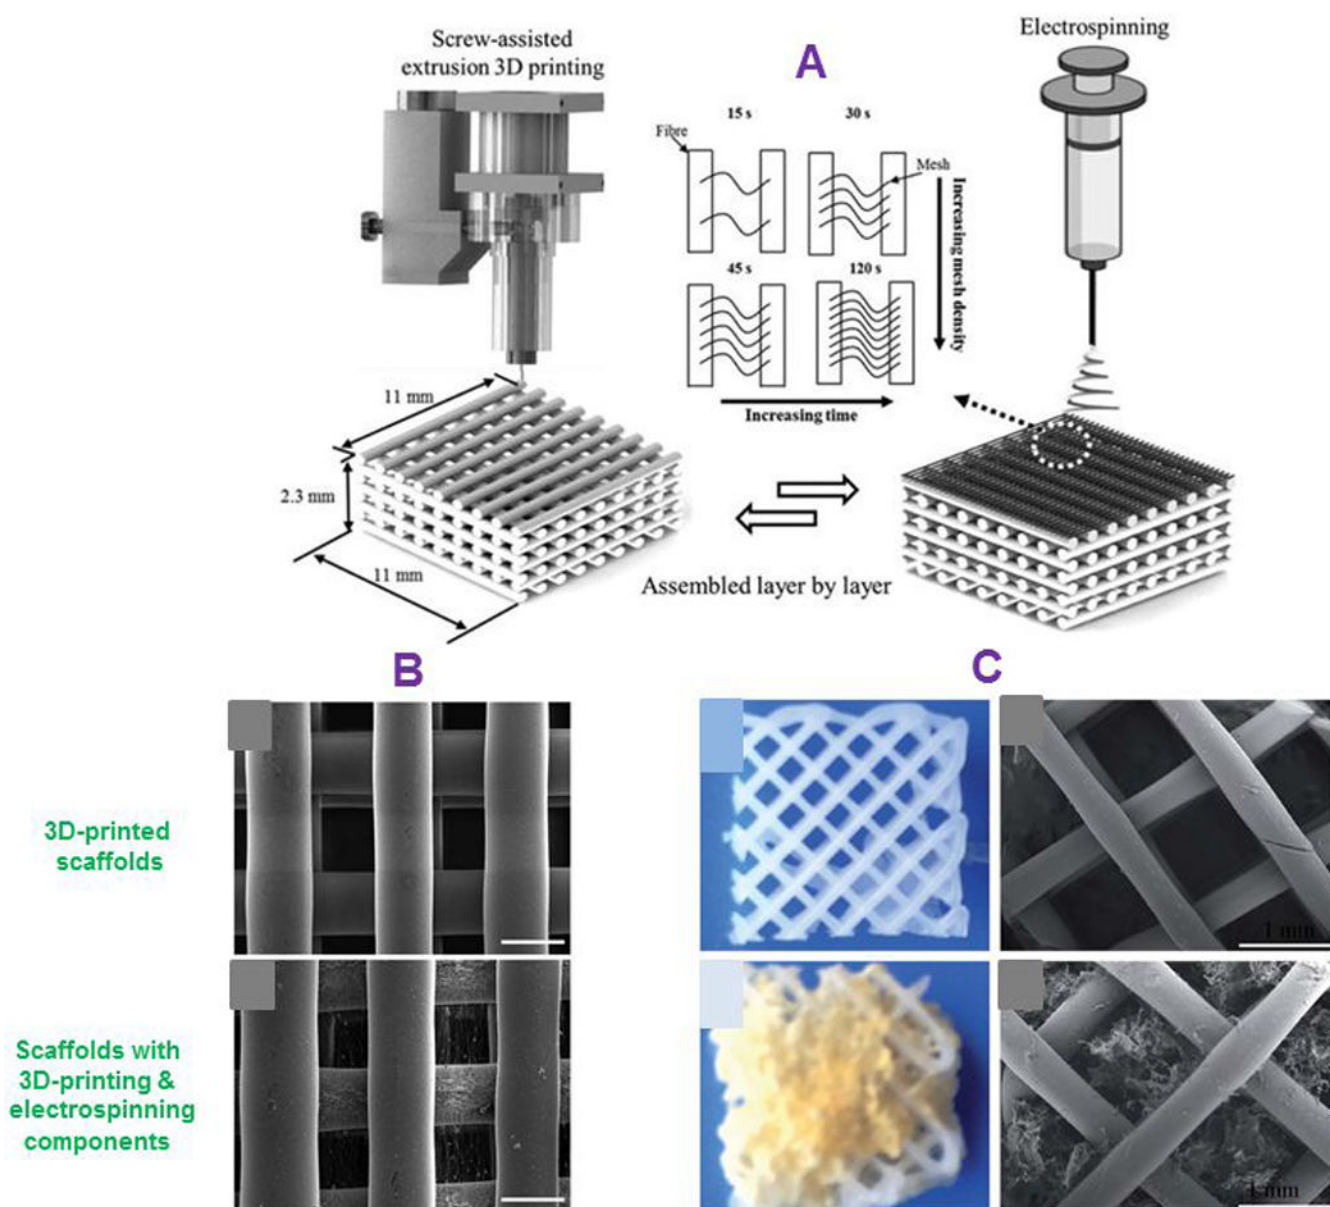 Screw-assisted
extrusion 3D printing
A
Electrospinning
15 s
30 s
Fibre
Mesh
45 s
120 s
Increasing mesh density
Increasing time
11 mm
2.3 mm
11 mm
Assembled layer by layer
B
C
3D-printed
scaffolds
1 mm
Scaffolds with
3D-printing &
electrospinning
components
1 mm